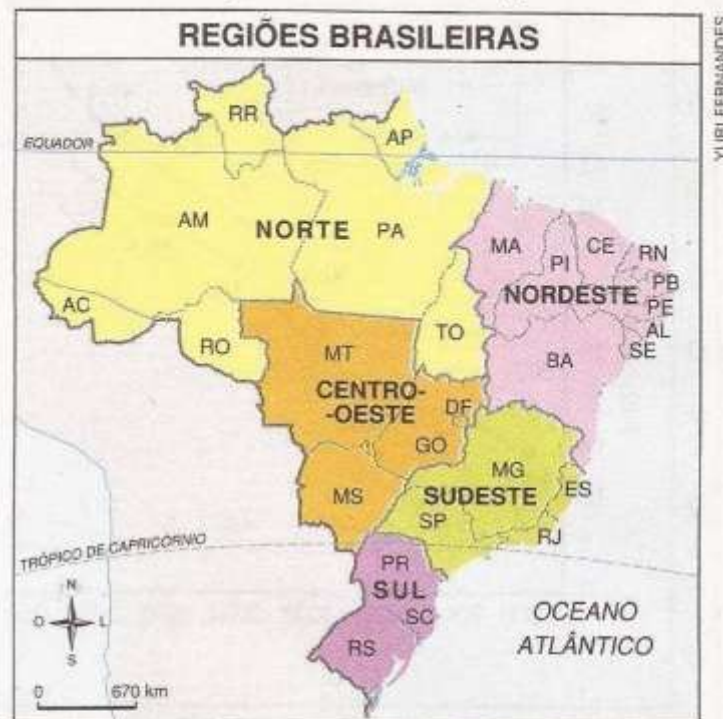 REGIÕES BRASILEIRAS
YURI FERNANDES
RR
AP
EQUADOR
AM
NORTE
PA
MA
CE
RN
PI
PB
NORDESTE
PE
AL
SE
AC
RO
TO
MT
BA
CENTRO-
-OESTE
DF
GO
MG
ES
MS
SUDESTE
SP
RJ
TRÓPICO DE CAPRICÓRNIO
PR
SUL
SC
RS
N
O
L
S
OCEANO
ATLÂNTICO
0
670 km